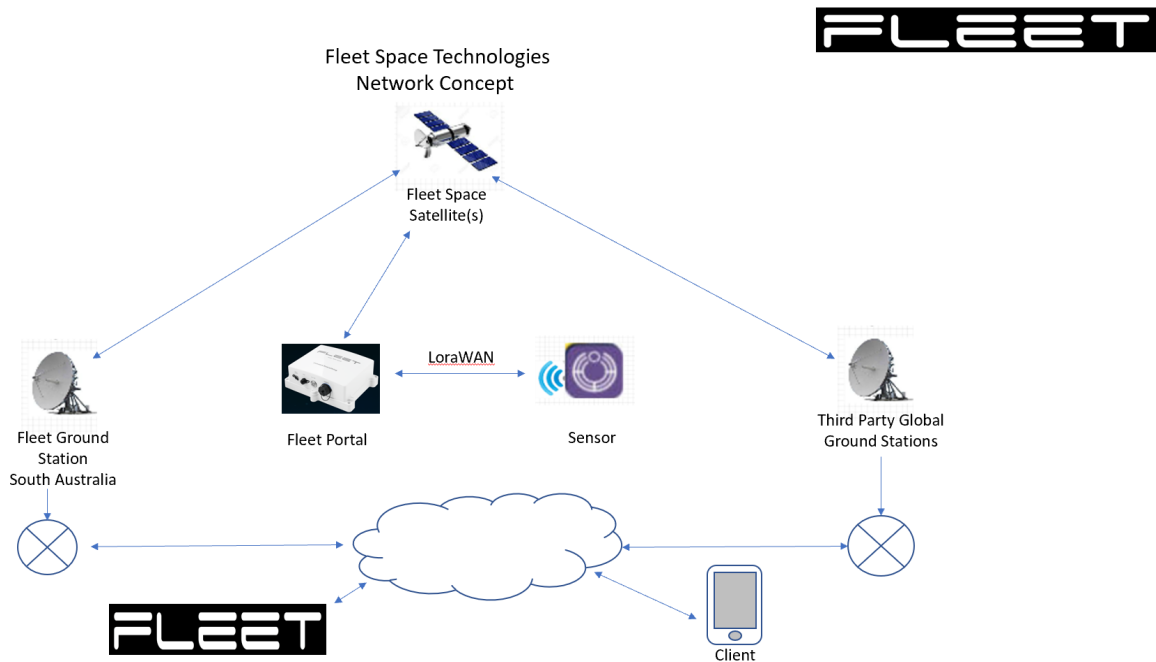 FLEET
Fleet Space Technologies
Network Concept
Fleet Space
Satellite(s)
FLEET
LoraWAN
Fleet Portal
Sensor
Fleet Ground
Station
South Australia
Third Party Global
Ground Stations
FLEET
Client